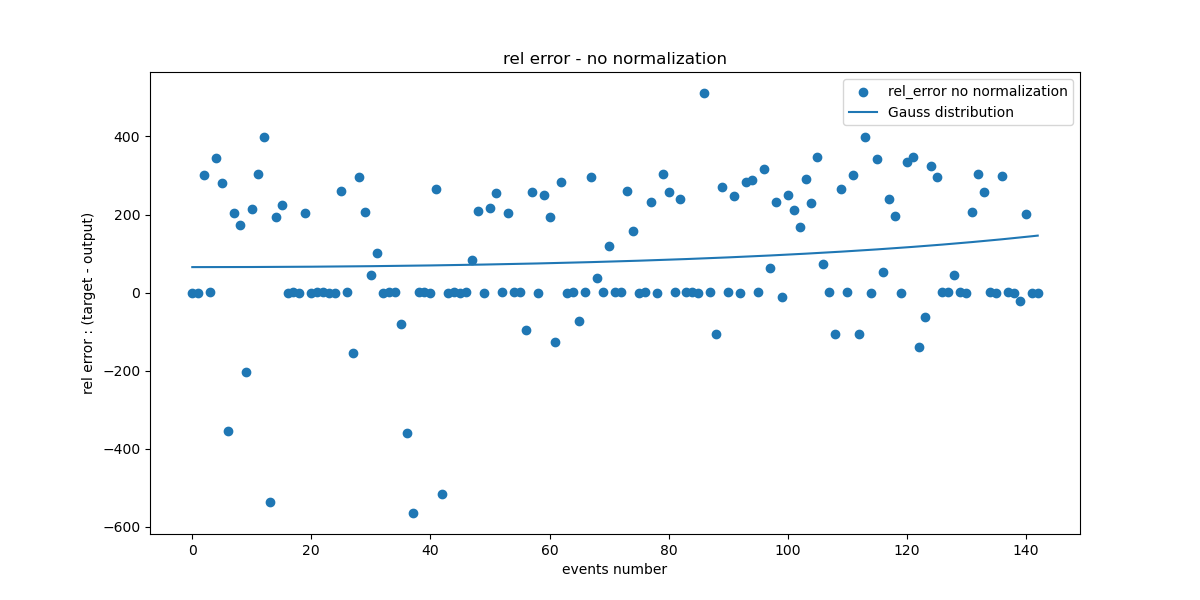 rel error - no normalization
rel_error no normalization
Gauss distribution
rel error : (target - output)
400
200
0
−200
−400
−600
0 20 40 60 80 100 120 140
events number